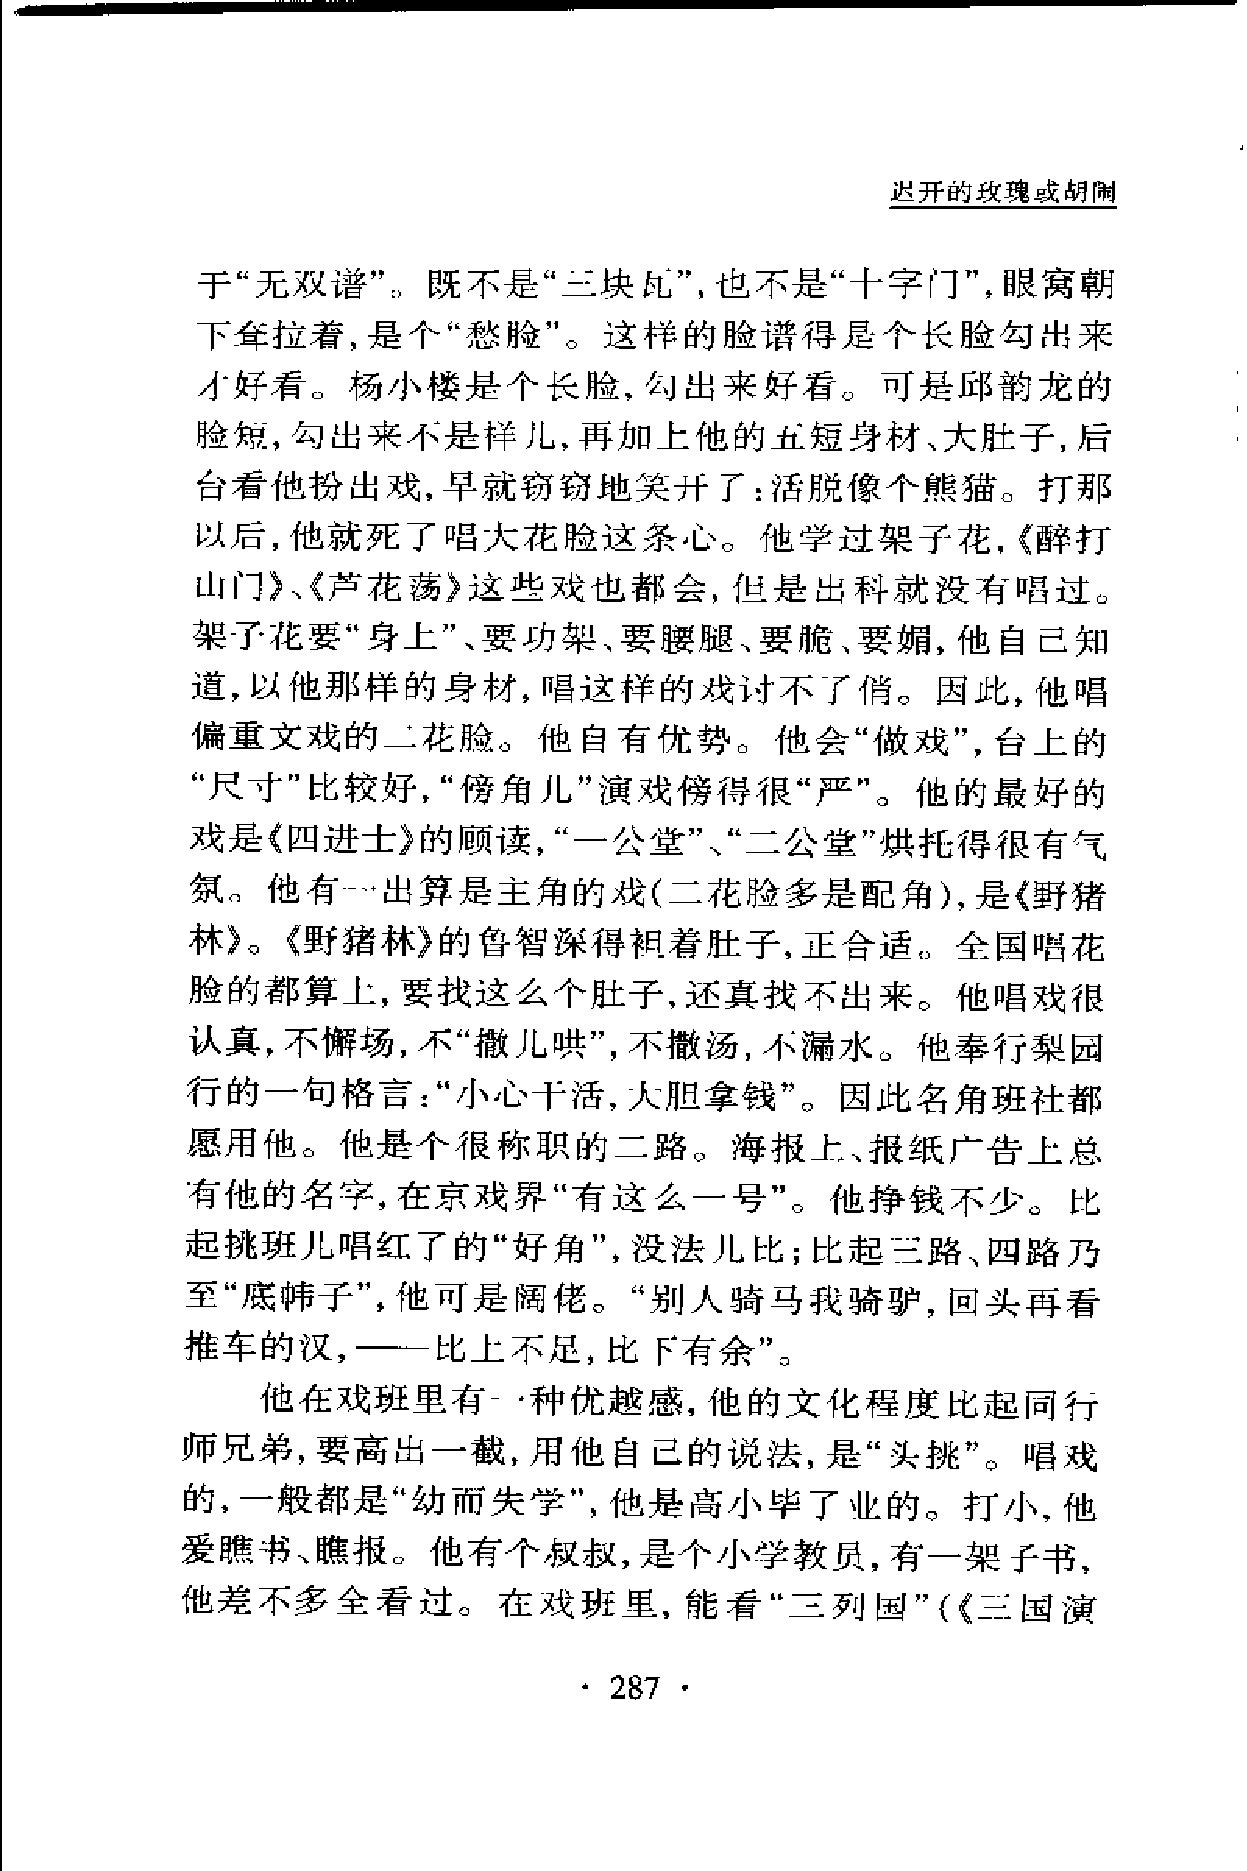 迟开的玫瑰或胡闹
于“无双谱”。既不是“三块瓦”,也不是“十字门”,眼窝朝
下耷拉着,是个“愁脸”。这样的脸谱得是个长脸勾出来
才好看。杨小楼是个长脸,勾出来好看。可是邱韵龙的
脸短,勾出来不是样儿,再加上他的五短身材、大肚子,后
台看他扮出戏,早就窃窃地笑开了:活脱像个熊猫。打那
以后,他就死了唱大花脸这条心。他学过架子花,《醉打
山门》、《芦花荡》这些戏也都会,但是出科就没有唱过。
架子花要“身上”、要功架、要腰腿、要脆、要媚,他自己知
道,以他那样的身材,唱这样的戏讨不了俏。因此,他唱
偏重文戏的二花脸。他自有优势。他会“做戏”,台上的
“尺寸”比较好,“傍角儿”演戏傍得很“严”。他的最好的
戏是《四进士》的顾读,“一公堂”、“二公堂”烘托得很有气
氛。他有一出算是主角的戏(二花脸多是配角),是《野猪
林》。《野猪林》的鲁智深得袒着肚子,正合适。全国唱花
脸的都算上,要找这么个肚子,还真找不出来。他唱戏很
认真,不懈场,不“撒儿哄”,不撒汤,不漏水。他奉行梨园
行的一句格言:“小心干活,大胆拿钱”。因此名角班社都
愿用他。他是个很称职的二路。海报上、报纸广告上总
有他的名字,在京戏界“有这么一号”。他挣钱不少。比
起挑班儿唱红了的“好角”,没法儿比;比起三路、四路乃
至“底帏子”,他可是阔佬。“别人骑马我骑驴,回头再看
推车的汉,——比上不足,比下有余”。
他在戏班里有一种优越感,他的文化程度比起同行
师兄弟,要高出一截,用他自己的说法,是“头挑”。唱戏
的,一般都是“幼而失学”,他是高小毕了业的。打小,他
爱瞧书、瞧报。他有个叔叔,是个小学教员,有一架子书,
他差不多全看过。在戏班里,能看“三列国”(《三国演
· 287 ·